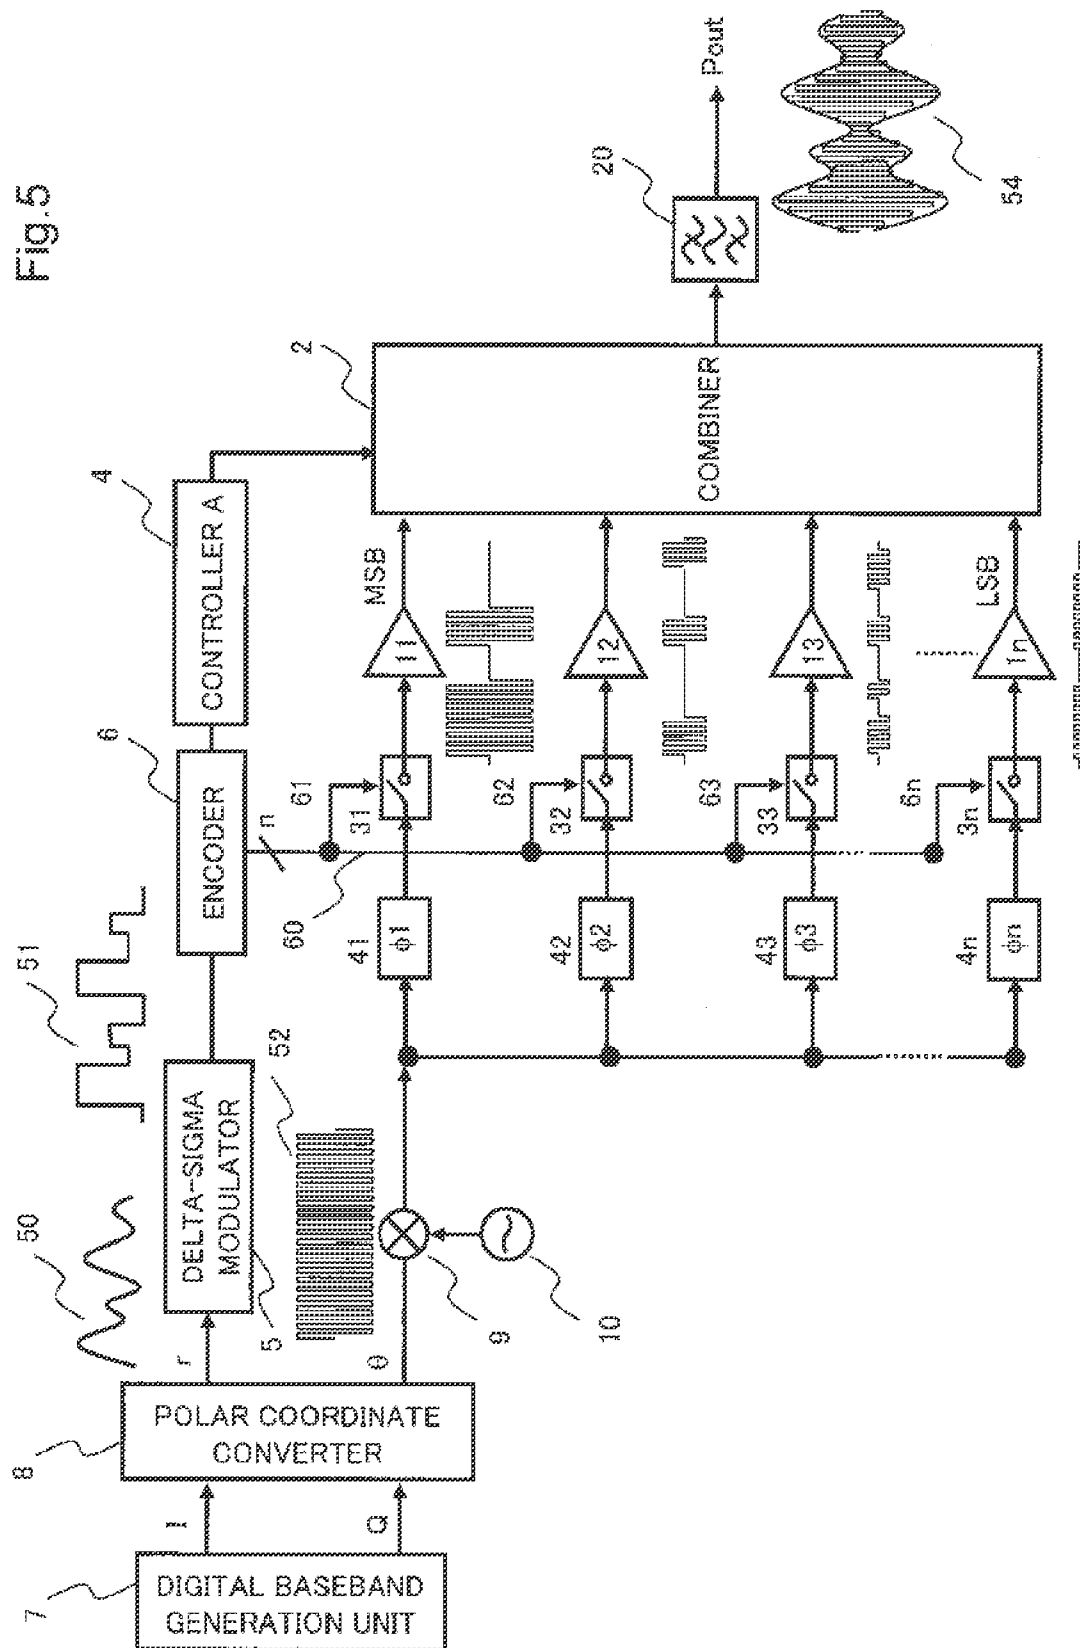 Fig.5
7
DIGITAL BASEBAND
GENERATION UNIT
I
Q
8
POLAR COORDINATE
CONVERTER
r
θ
50
DELTA-SIGMA
MODULATOR
5
51
52
9
10
6
ENCODER
n
60
4
CONTROLLER A
41
ϕ1
61
31
11
MSB
42
ϕ2
62
32
12
43
ϕ3
63
33
13
4n
ϕn
6n
3n
1n
LSB
2
COMBINER
20
Pout
54